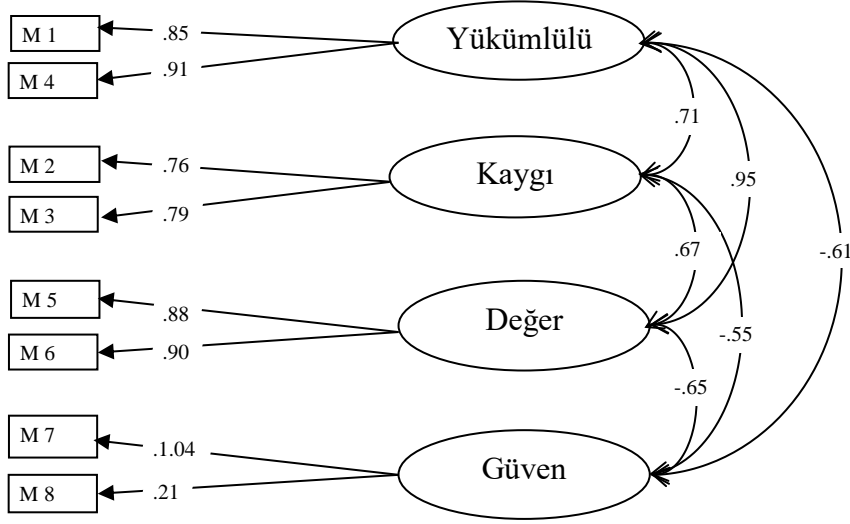 M 1
.85
Yükümlülü
M 4
.91
.71
M 2
.76
Kaygı
M 3
.79
.95
.67
-.61
M 5
.88
Değer
M 6
.90
-.55
-.65
M 7
.1.04
Güven
M 8
.21